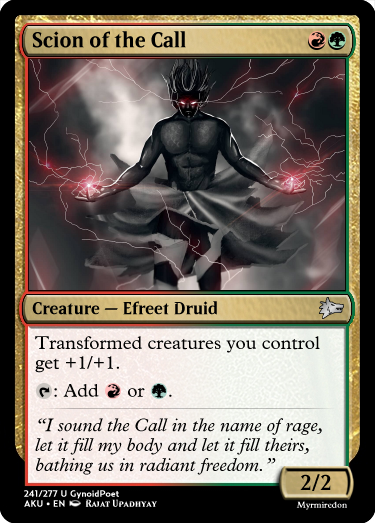 Scion of the Call
Creature — Efreet Druid
Transformed creatures you control
get +1/+1.
: Add or .
“I sound the Call in the name of rage,
let it fill my body and let it fill theirs,
bathing us in radiant freedom.”
2/2
241/277 U GynoidPoet
AKU • EN Rajat Upadhyay
Myrmiredon